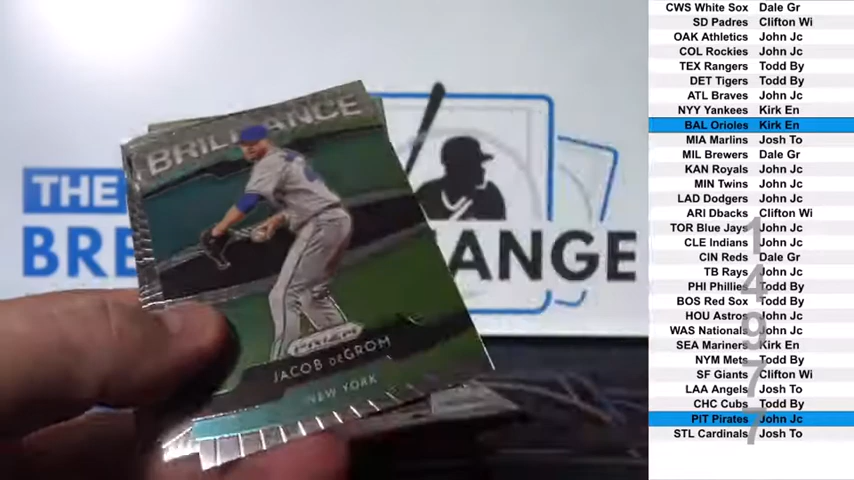 BRILLIANCE
JACOB deGROM
NEW YORK
THE
BRE
ANGE
CWS White Sox Dale Gr
SD Padres Clifton Wi
OAK Athletics John Jc
COL Rockies John Jc
TEX Rangers Todd By
DET Tigers Todd By
ATL Braves John Jc
NYY Yankees Kirk En
BAL Orioles Kirk En
MIA Marlins Josh To
MIL Brewers Dale Gr
KAN Royals John Jc
MIN Twins John Jc
LAD Dodgers John Jc
ARI Dbacks Clifton Wi
TOR Blue Jays John Jc
CLE Indians John Jc
CIN Reds Dale Gr
TB Rays John Jc
PHI Phillies Todd By
BOS Red Sox Todd By
HOU Astros John Jc
WAS Nationals John Jc
SEA Mariners Kirk En
NYM Mets Todd By
SF Giants Clifton Wi
LAA Angels Josh To
CHC Cubs Todd By
PIT Pirates John Jc
STL Cardinals Josh To
1
4
9
7
7